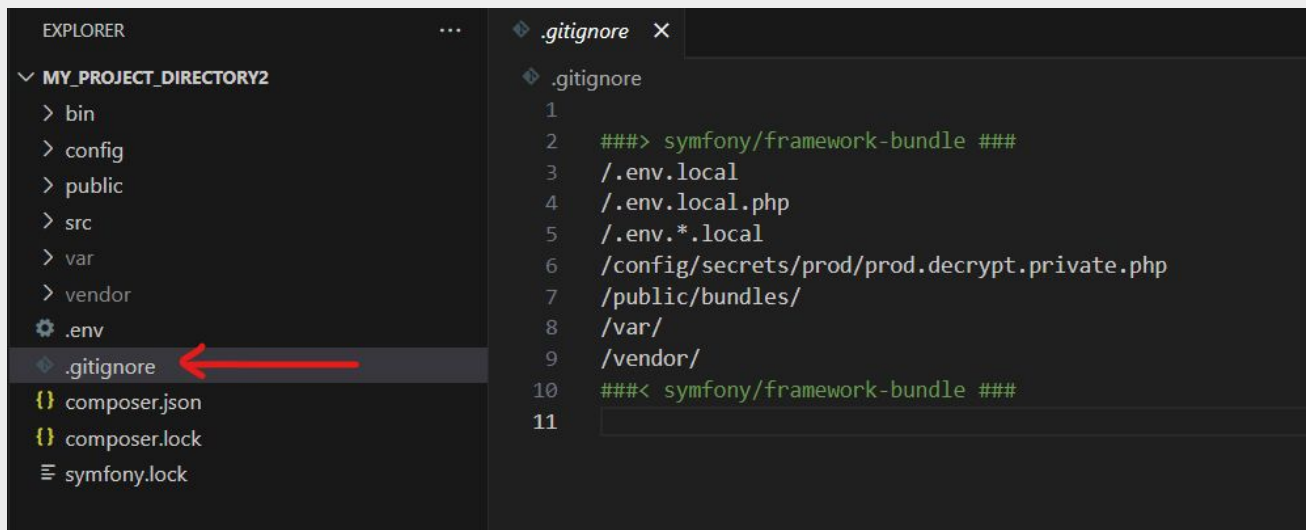 EXPLORER
MY_PROJECT_DIRECTORY2
bin
config
public
src
var
vendor
.env
.gitignore
composer.json
composer.lock
symfony.lock
.gitignore
.gitignore
1
2 ###> symfony/framework-bundle ###
3 /.env.local
4 /.env.local.php
5 /.env.*.local
6 /config/secrets/prod/prod.decrypt.private.php
7 /public/bundles/
8 /var/
9 /vendor/
10 ###< symfony/framework-bundle ###
11